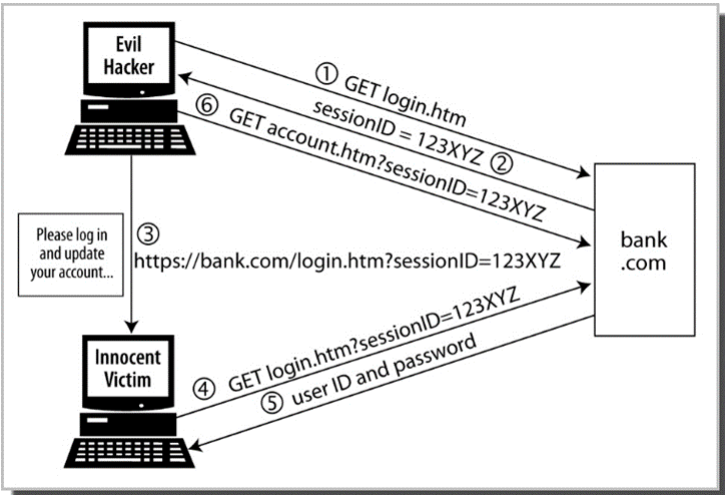 Evil
Hacker
① GET login.htm
sessionID = 123XYZ ②
⑥ GET account.htm?sessionID=123XYZ
bank
.com
Please log in
and update
your account...
③
https://bank.com/login.htm?sessionID=123XYZ
Innocent
Victim
④ GET login.htm?sessionID=123XYZ
⑤ user ID and password